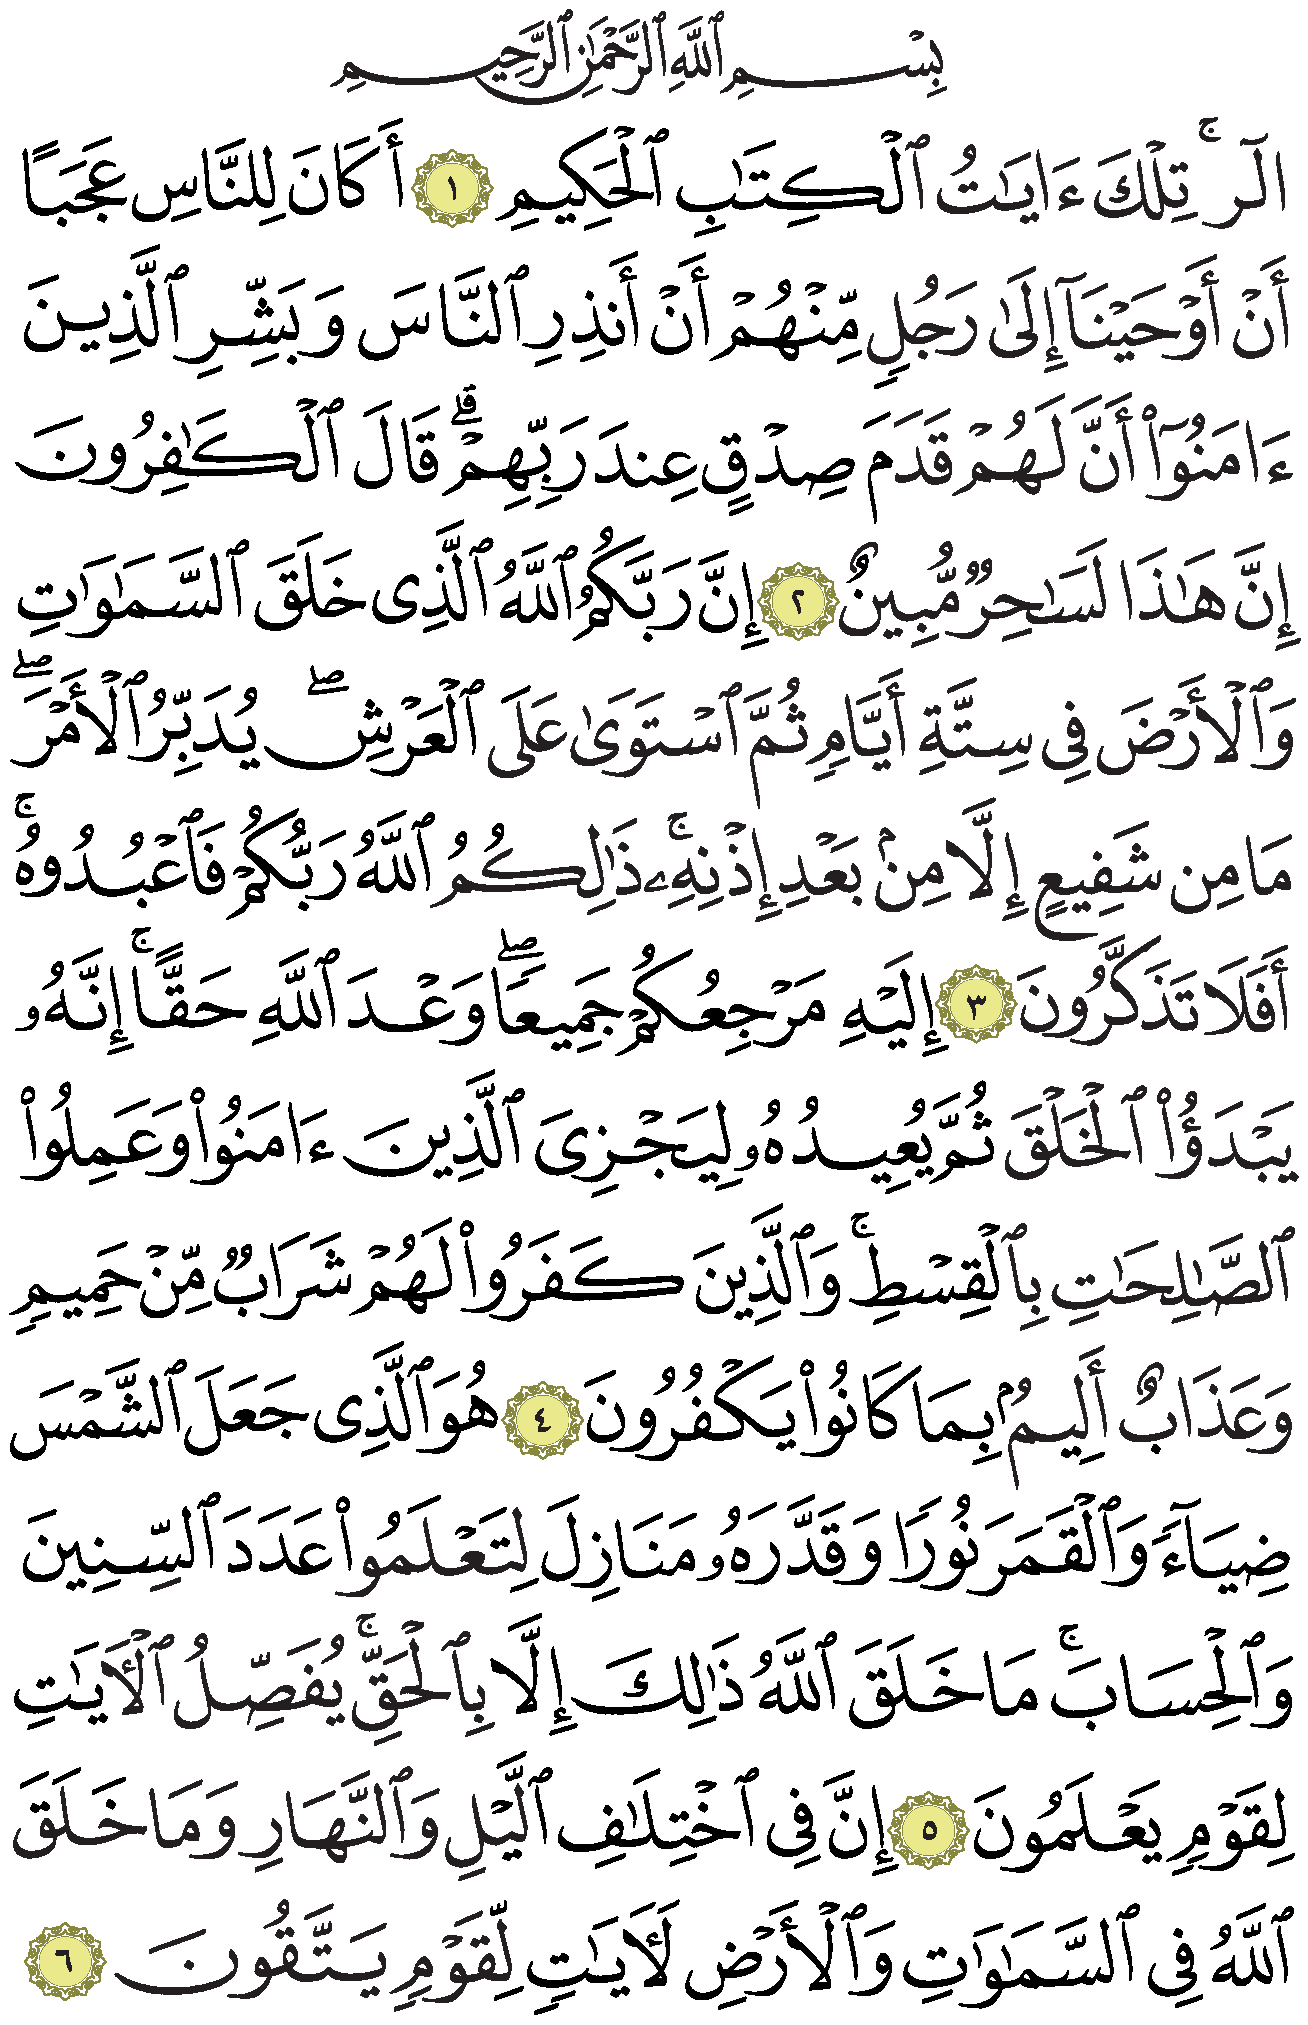 بِسْمِ ٱللَّهِ ٱلرَّحْمَٰنِ ٱلرَّحِيمِ
الٓرۚ تِلْكَ ءَايَٰتُ ٱلْكِتَٰبِ ٱلْحَكِيمِ ١ أَكَانَ لِلنَّاسِ عَجَبًا
أَنْ أَوْحَيْنَآ إِلَىٰ رَجُلٍ مِّنْهُمْ أَنْ أَنذِرِ ٱلنَّاسَ وَبَشِّرِ ٱلَّذِينَ
ءَامَنُوٓا۟ أَنَّ لَهُمْ قَدَمَ صِدْقٍ عِندَ رَبِّهِمْۗ قَالَ ٱلْكَٰفِرُونَ
إِنَّ هَٰذَا لَسَٰحِرٌ مُّبِينٌ ٢ إِنَّ رَبَّكُمُ ٱللَّهُ ٱلَّذِى خَلَقَ ٱلسَّمَٰوَٰتِ
وَٱلْأَرْضَ فِى سِتَّةِ أَيَّامٍ ثُمَّ ٱسْتَوَىٰ عَلَى ٱلْعَرْشِۖ يُدَبِّرُ ٱلْأَمْرَۖ
مَا مِن شَفِيعٍ إِلَّا مِنۢ بَعْدِ إِذْنِهِۦۚ ذَٰلِكُمُ ٱللَّهُ رَبُّكُمْ فَٱعْبُدُوهُۚ
أَفَلَا تَذَكَّرُونَ ٣ إِلَيْهِ مَرْجِعُكُمْ جَمِيعًاۖ وَعْدَ ٱللَّهِ حَقًّاۚ إِنَّهُۥ
يَبْدَؤُا۟ ٱلْخَلْقَ ثُمَّ يُعِيدُهُۥ لِيَجْزِىَ ٱلَّذِينَ ءَامَنُوا۟ وَعَمِلُوا۟
ٱلصَّٰلِحَٰتِ بِٱلْقِسْطِۚ وَٱلَّذِينَ كَفَرُوا۟ لَهُمْ شَرَابٌ مِّنْ حَمِيمٍ
وَعَذَابٌ أَلِيمٌۢ بِمَا كَانُوا۟ يَكْفُرُونَ ٤ هُوَ ٱلَّذِى جَعَلَ ٱلشَّمْسَ
ضِيَآءً وَٱلْقَمَرَ نُورًا وَقَدَّرَهُۥ مَنَازِلَ لِتَعْلَمُوا۟ عَدَدَ ٱلسِّنِينَ
وَٱلْحِسَابَۚ مَا خَلَقَ ٱللَّهُ ذَٰلِكَ إِلَّا بِٱلْحَقِّۚ يُفَصِّلُ ٱلْءَايَٰتِ
لِقَوْمٍ يَعْلَمُونَ ٥ إِنَّ فِى ٱخْتِلَٰفِ ٱلَّيْلِ وَٱلنَّهَارِ وَمَا خَلَقَ
ٱللَّهُ فِى ٱلسَّمَٰوَٰتِ وَٱلْأَرْضِ لَءَايَٰتٍ لِّقَوْمٍ يَتَّقُونَ ٦